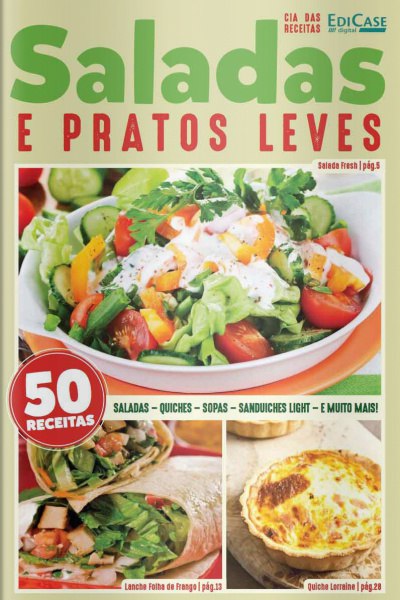 CIA DAS
RECEITAS
EDICASE
digital
Saladas
E PRATOS LEVES
Salada Fresh | pág.5
50
RECEITAS
SALADAS – QUICHES – SOPAS – SANDUICHES LIGHT – E MUITO MAIS!
Lanche Folha de Frango | pág.13
Quiche Lorraine | pág.28